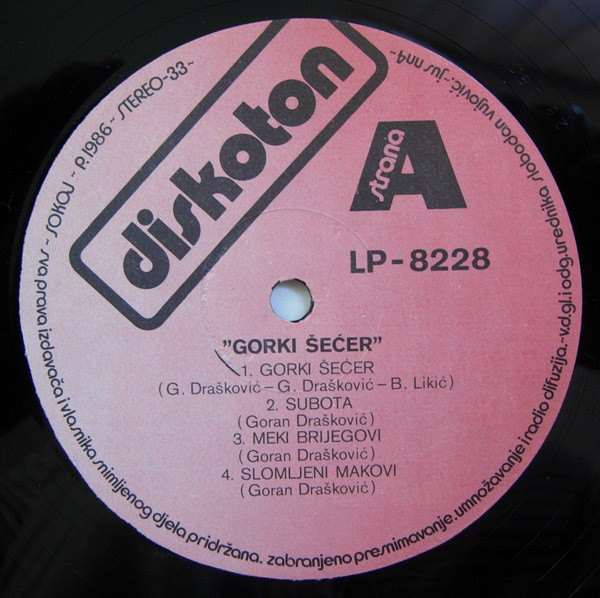 diskoton
strana A
LP-8228
"GORKI ŠEĆER"
1. GORKI ŠEĆER
(G. Drašković – G. Drašković – B. Likić)
2. SUBOTA
(Goran Drašković)
3. MEKI BRIJEGOVI
(Goran Drašković)
4. SLOMLJENI MAKOVI
(Goran Drašković)
STEREO-33 ~ p.1986 ~ SOKOJ ~ sva prava izdavača i vlasnika snimljenog djela pridržana. zabranjeno presnimavanje. umnožavanje i radio difuzija.-v.d.gl.i odg.urednika slobodan vujović.-jus nn4